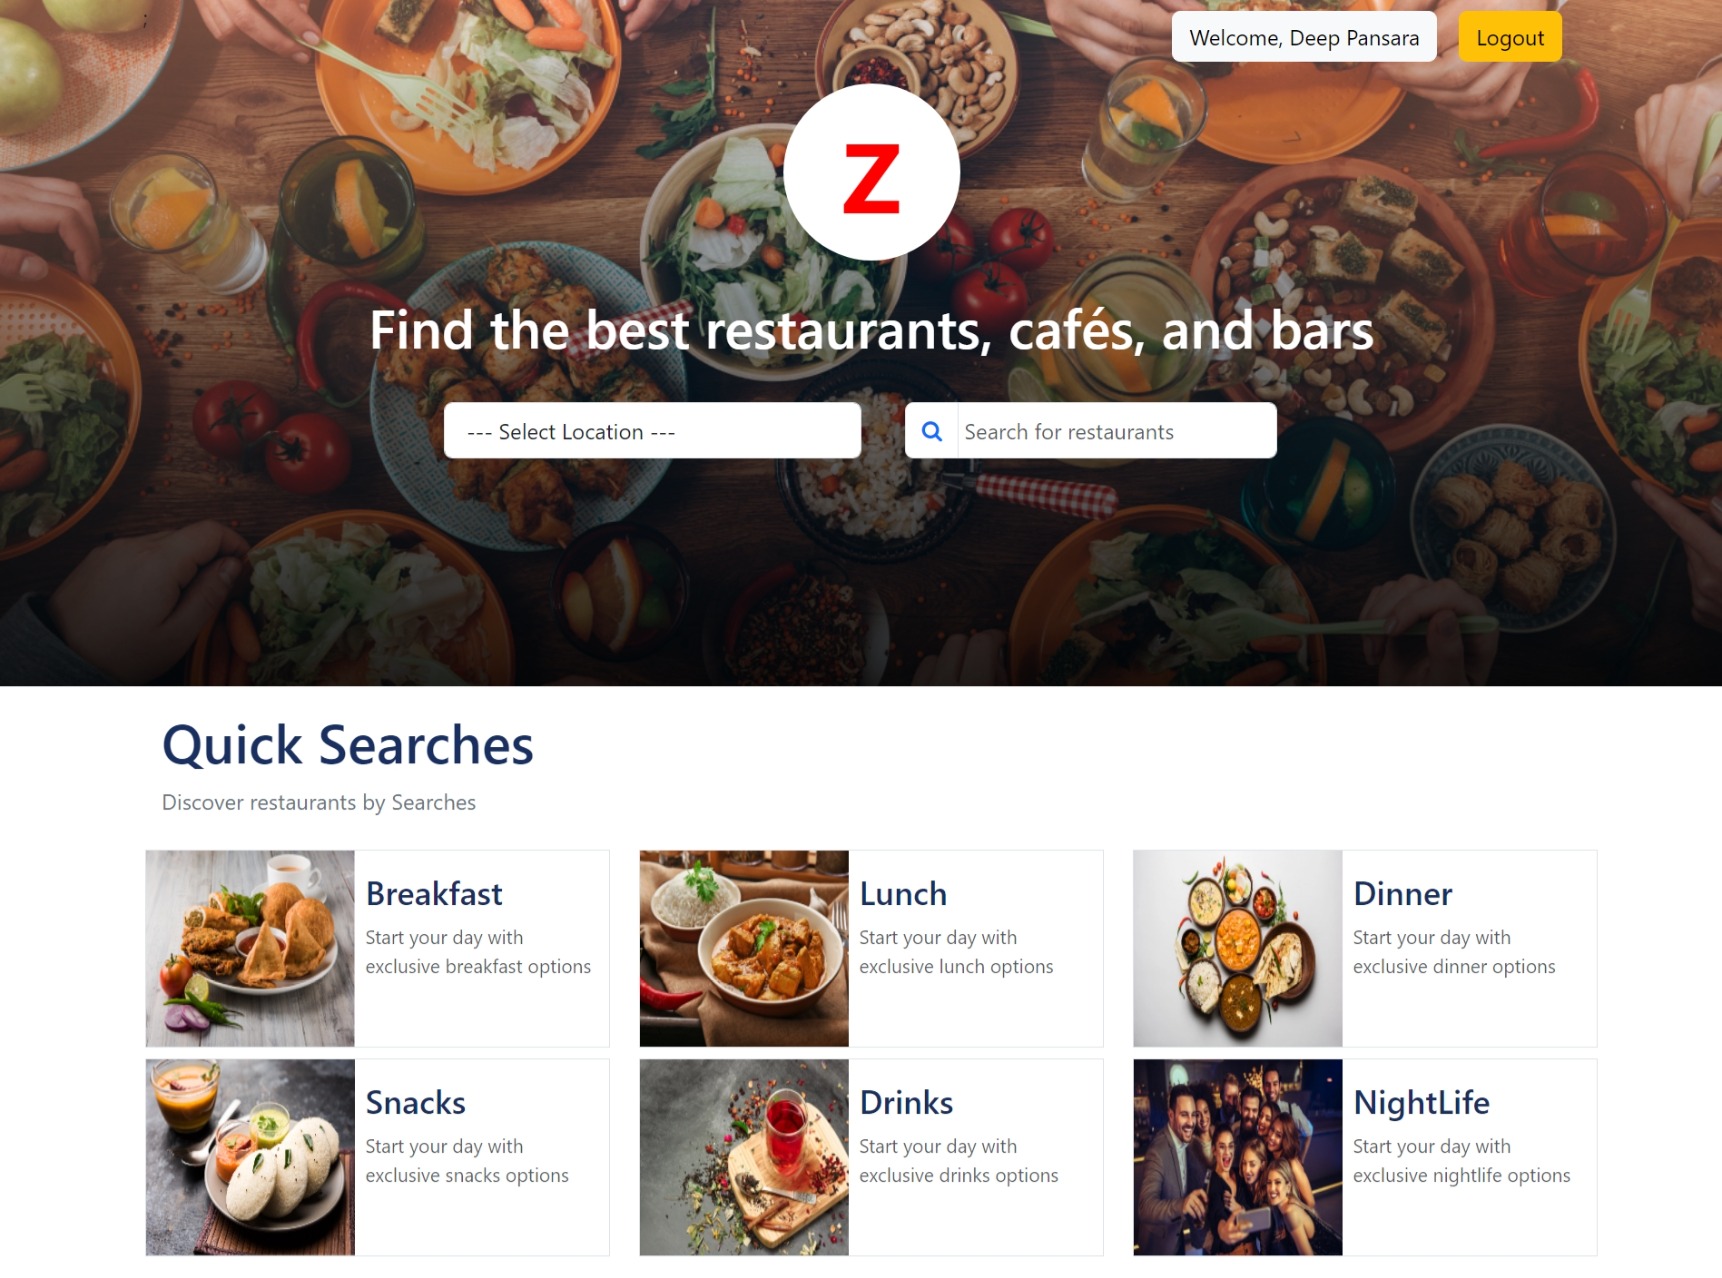 ;
Welcome, Deep Pansara
Logout
Z
Find the best restaurants, cafés, and bars
--- Select Location ---
Search for restaurants
Quick Searches
Discover restaurants by Searches
Breakfast
Start your day with
exclusive breakfast options
Lunch
Start your day with
exclusive lunch options
Dinner
Start your day with
exclusive dinner options
Snacks
Start your day with
exclusive snacks options
Drinks
Start your day with
exclusive drinks options
NightLife
Start your day with
exclusive nightlife options